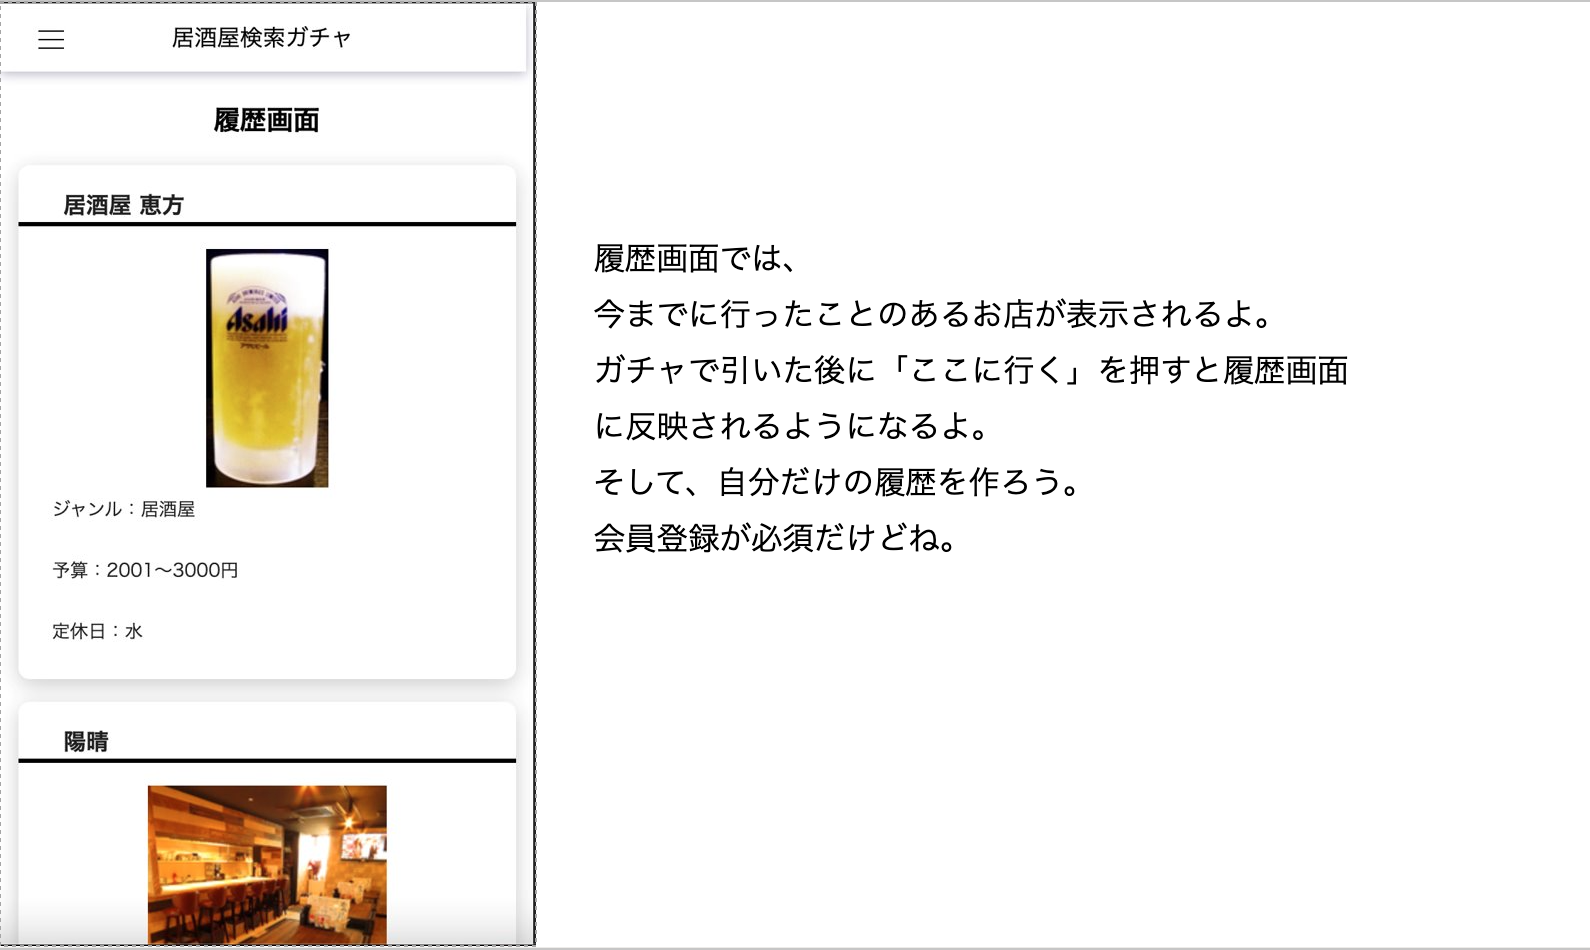 居酒屋検索ガチャ
履歴画面
居酒屋 恵方
Asahi
アサヒビール
ジャンル：居酒屋
予算：2001〜3000円
定休日：水
陽晴
履歴画面では、
今までに行ったことのあるお店が表示されるよ。
ガチャで引いた後に「ここに行く」を押すと履歴画面
に反映されるようになるよ。
そして、自分だけの履歴を作ろう。
会員登録が必須だけどね。